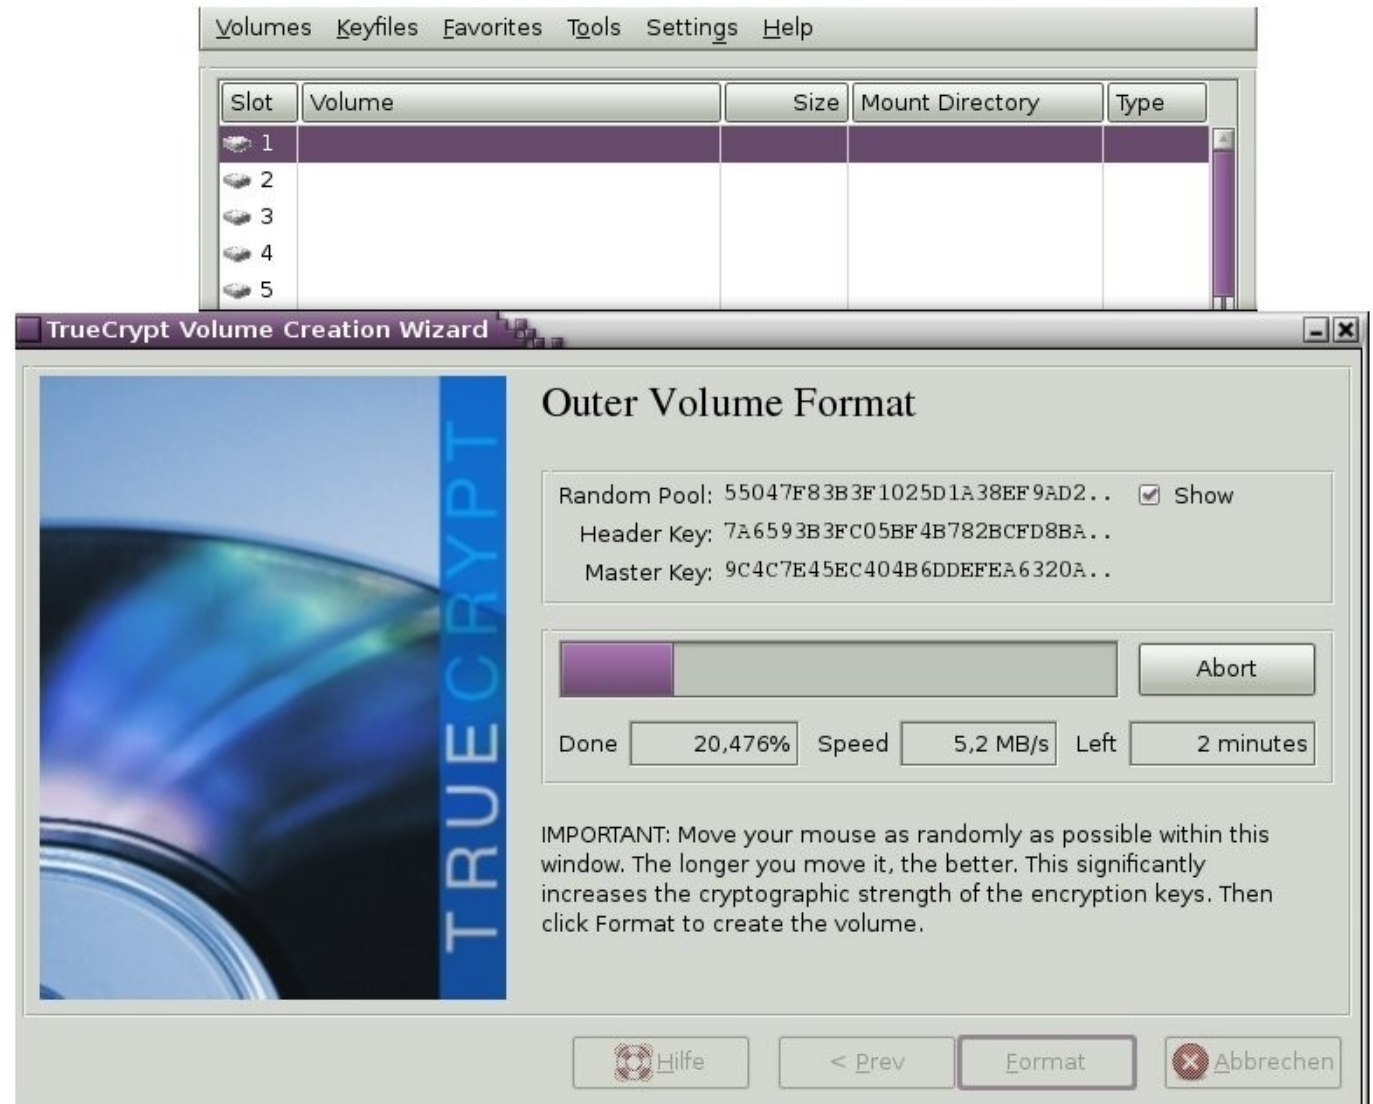 Volumes Keyfiles Favorites Tools Settings Help
Slot Volume Size Mount Directory Type
1
2
3
4
5
TrueCrypt Volume Creation Wizard
TRUECRYPT
Outer Volume Format
Random Pool: 55047F83B3F1025D1A38EF9AD2.. Show
Header Key: 7A6593B3FC05BF4B782BCFD8BA..
Master Key: 9C4C7E45EC404B6DDEFEA6320A..
Abort
Done 20,476% Speed 5,2 MB/s Left 2 minutes
IMPORTANT: Move your mouse as randomly as possible within this
window. The longer you move it, the better. This significantly
increases the cryptographic strength of the encryption keys. Then
click Format to create the volume.
Hilfe < Prev Format Abbrechen